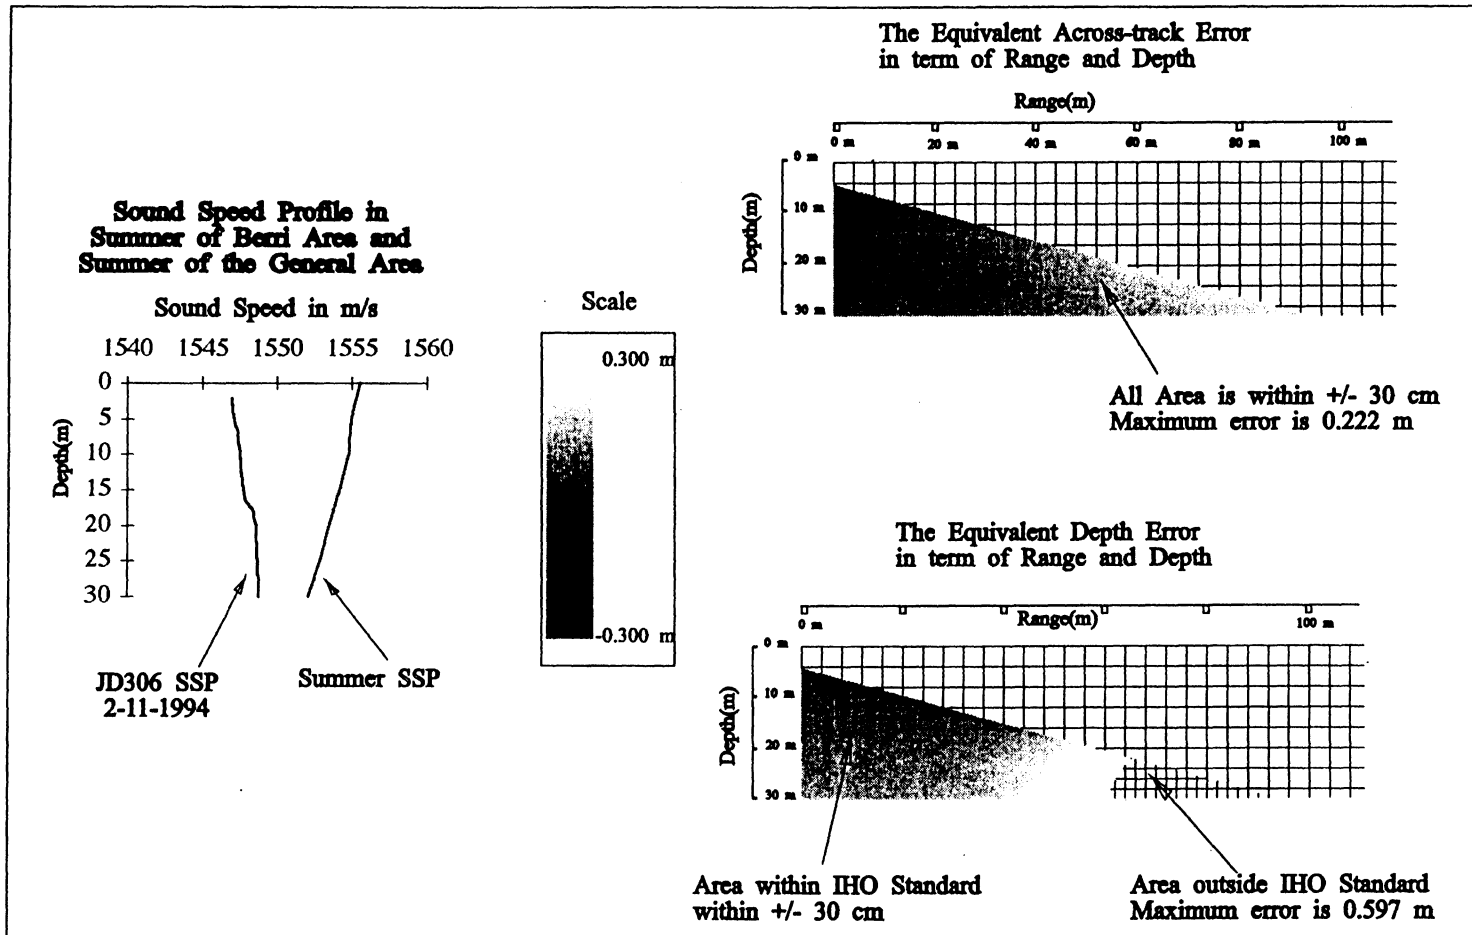 The Equivalent Across-track Error
in term of Range and Depth
Range(m)
0 m 20 m 40 m 60 m 80 m 100 m
0 m
10 m
20 m
30 m
Depth(m)
All Area is within +/- 30 cm
Maximum error is 0.222 m
Sound Speed Profile in
Summer of Berri Area and
Summer of the General Area
Sound Speed in m/s
1540 1545 1550 1555 1560
0
5
10
15
20
25
30
Depth(m)
JD306 SSP
2-11-1994
Summer SSP
Scale
0.300 m
-0.300 m
The Equivalent Depth Error
in term of Range and Depth
Range(m)
0 m 100 m
0 m
10 m
20 m
30 m
Depth(m)
Area within IHO Standard
within +/- 30 cm
Area outside IHO Standard
Maximum error is 0.597 m